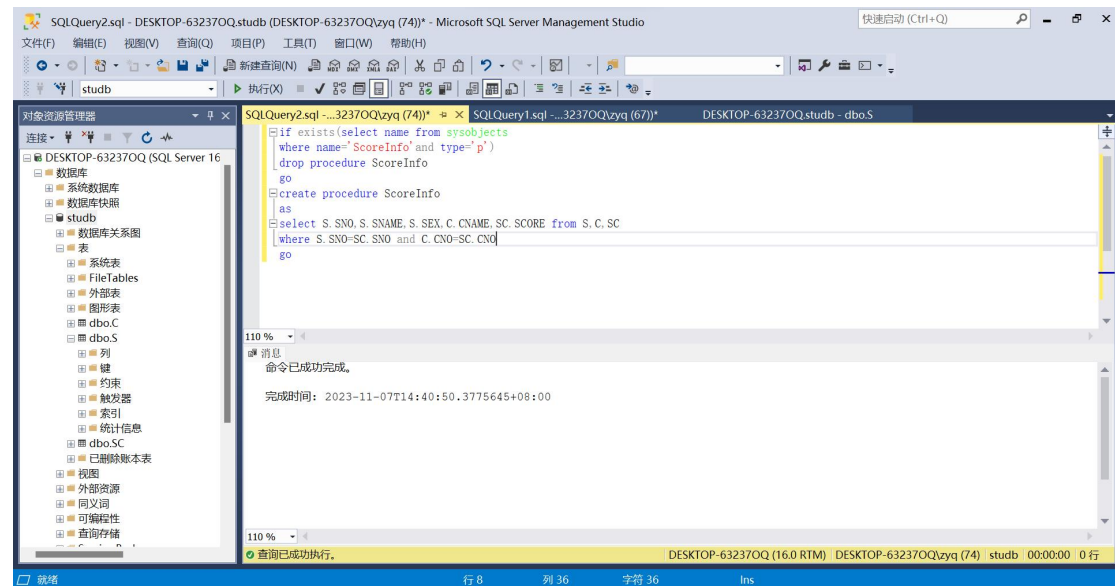 SQLQuery2.sql - DESKTOP-63237OQ.studb (DESKTOP-63237OQ\zyq (74))* - Microsoft SQL Server Management Studio
快速启动 (Ctrl+Q)
文件(F) 编辑(E) 视图(V) 查询(Q) 项目(P) 工具(T) 窗口(W) 帮助(H)
新建查询(N)
studb
执行(X)
对象资源管理器
SQLQuery2.sql -...3237OQ\zyq (74))*
SQLQuery1.sql -...3237OQ\zyq (67))*
DESKTOP-63237OQ.studb - dbo.S
连接
DESKTOP-63237OQ (SQL Server 16
数据库
系统数据库
数据库快照
studb
数据库关系图
表
系统表
FileTables
外部表
图形表
dbo.C
dbo.S
列
键
约束
触发器
索引
统计信息
dbo.SC
已删除账本表
视图
外部资源
同义词
可编程性
查询存储
if exists(select name from sysobjects
where name='ScoreInfo'and type='p')
drop procedure ScoreInfo
go
create procedure ScoreInfo
as
select S.SNO,S.SNAME,S.SEX,C.CNAME,SC.SCORE from S,C,SC
where S.SNO=SC.SNO and C.CNO=SC.CNO
go
110 %
消息
命令已成功完成。
完成时间: 2023-11-07T14:40:50.3775645+08:00
110 %
查询已成功执行。
DESKTOP-63237OQ (16.0 RTM)
DESKTOP-63237OQ\zyq (74)
studb
00:00:00
0 行
就绪
行 8
列 36
字符 36
Ins